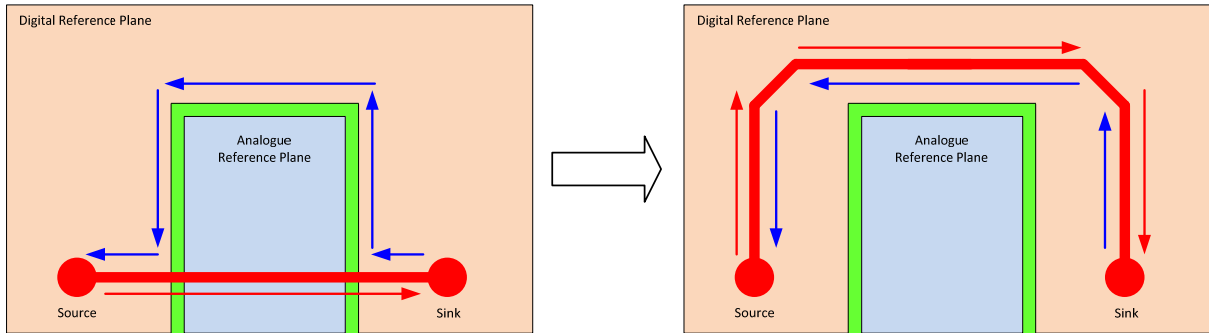 Digital Reference Plane
Analogue
Reference Plane
Source
Sink
Digital Reference Plane
Analogue
Reference Plane
Source
Sink